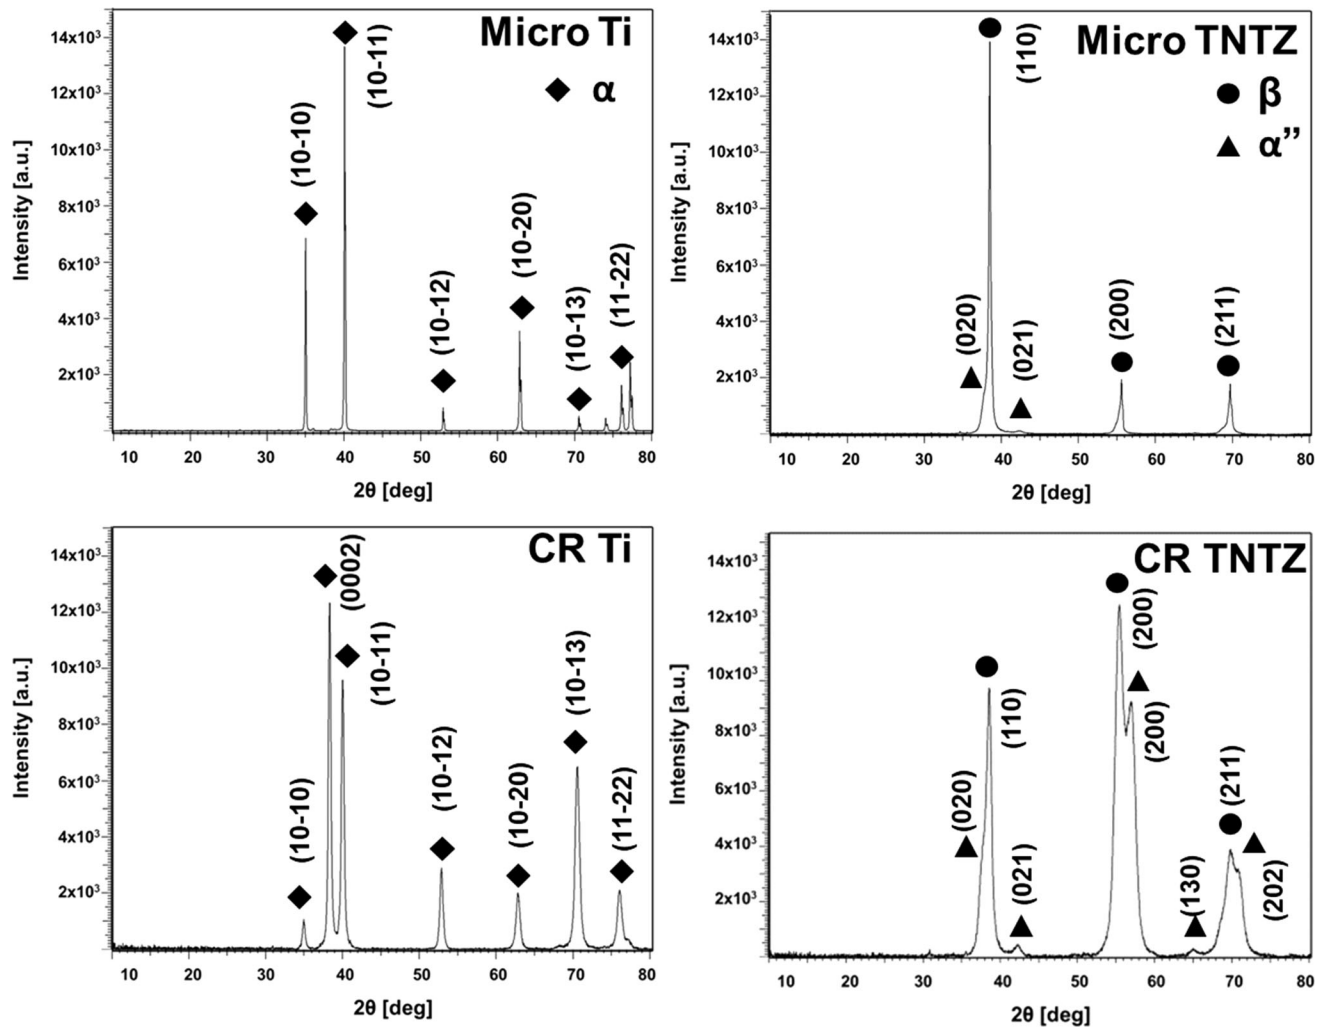 Micro Ti
α
14x10³
12x10³
10x10³
8x10³
6x10³
4x10³
2x10³
Intensity [a.u.]
(10-10)
(10-11)
(10-12)
(10-20)
(10-13)
(11-22)
10 20 30 40 50 60 70 80
2θ [deg]
Micro TNTZ
β
α”
14x10³
12x10³
10x10³
8x10³
6x10³
4x10³
2x10³
Intensity [a.u.]
(020)
(110)
(021)
(200)
(211)
10 20 30 40 50 60 70 80
2θ [deg]
CR Ti
14x10³
12x10³
10x10³
8x10³
6x10³
4x10³
2x10³
Intensity [a.u.]
(10-10)
(0002)
(10-11)
(10-12)
(10-20)
(10-13)
(11-22)
10 20 30 40 50 60 70 80
2θ [deg]
CR TNTZ
14x10³
12x10³
10x10³
8x10³
6x10³
4x10³
2x10³
Intensity [a.u.]
(020)
(110)
(021)
(200)
(200)
(130)
(211)
(202)
10 20 30 40 50 60 70 80
2θ [deg]